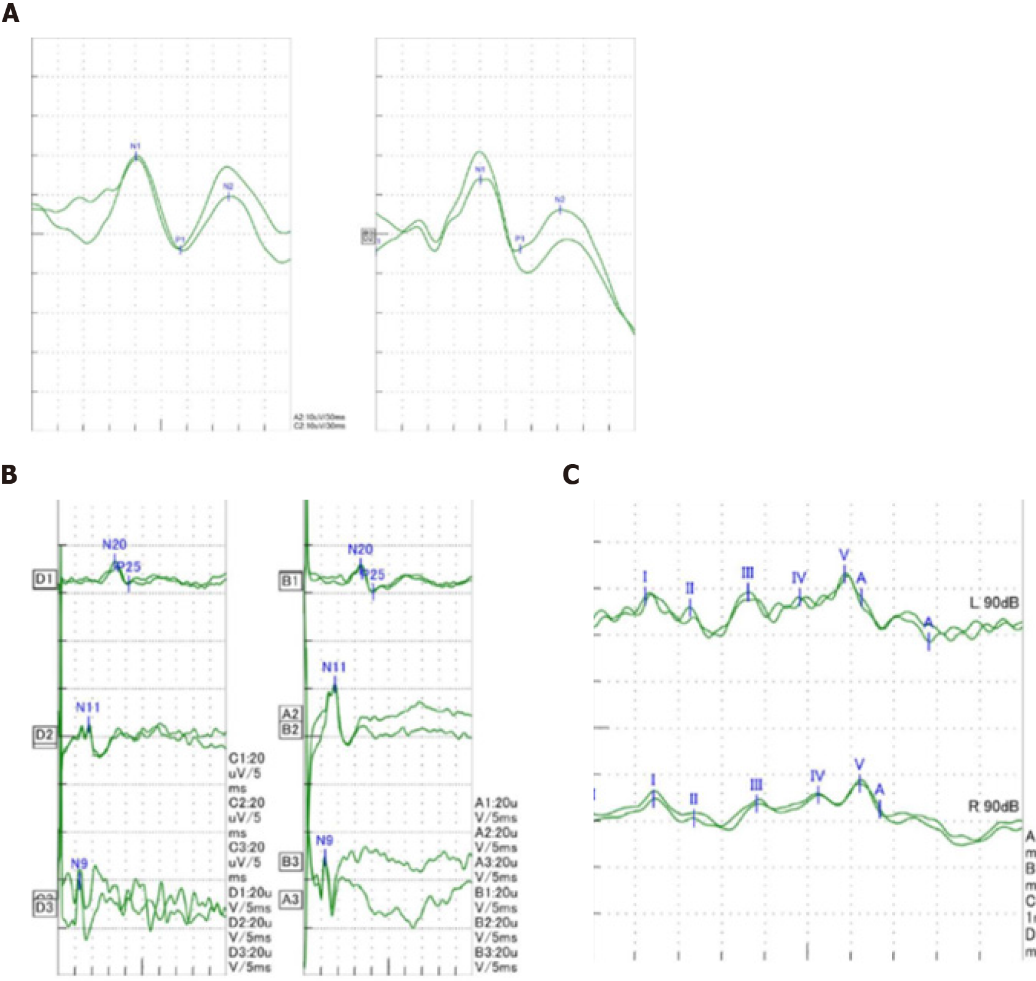 A
N1
P1
N2
N1
P1
N2
A2:10uV/50ms
C2:10uV/30ms
B
N20
P25
D1
N11
D2
N9
D3
C1:20
uV/5
ms
C2:20
uV/5
ms
C3:20
uV/5
ms
D1:20u
V/5ms
D2:20u
V/5ms
D3:20u
V/5ms
N20
P25
B1
N11
A2
B2
N9
B3
A3
A1:20u
V/5ms
A2:20u
V/5ms
A3:20u
V/5ms
B1:20u
V/5ms
B2:20u
V/5ms
B3:20u
V/5ms
C
I
II
III
IV
V
A
A
L 90dB
I
I
II
III
IV
V
A
R 90dB
A
m
B
m
C
1r
D
m